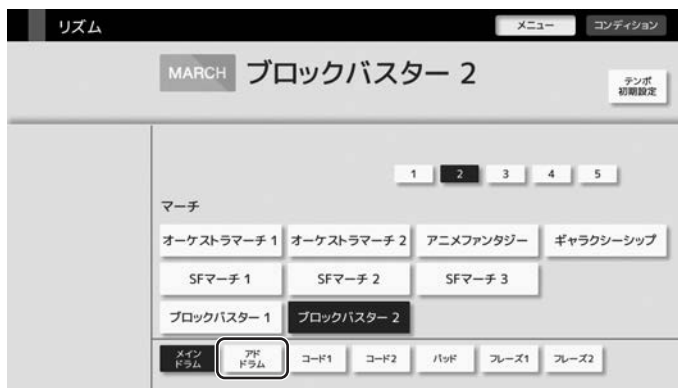 リズム
メニュー
コンディション
MARCH ブロックバスター 2
テンポ
初期設定
1 2 3 4 5
マーチ
オーケストラマーチ 1 オーケストラマーチ 2 アニメファンタジー ギャラクシーシップ
SFマーチ 1 SFマーチ 2 SFマーチ 3
ブロックバスター 1 ブロックバスター 2
メイン
ドラム
アド
ドラム
コード1 コード2 パッド フレーズ1 フレーズ2